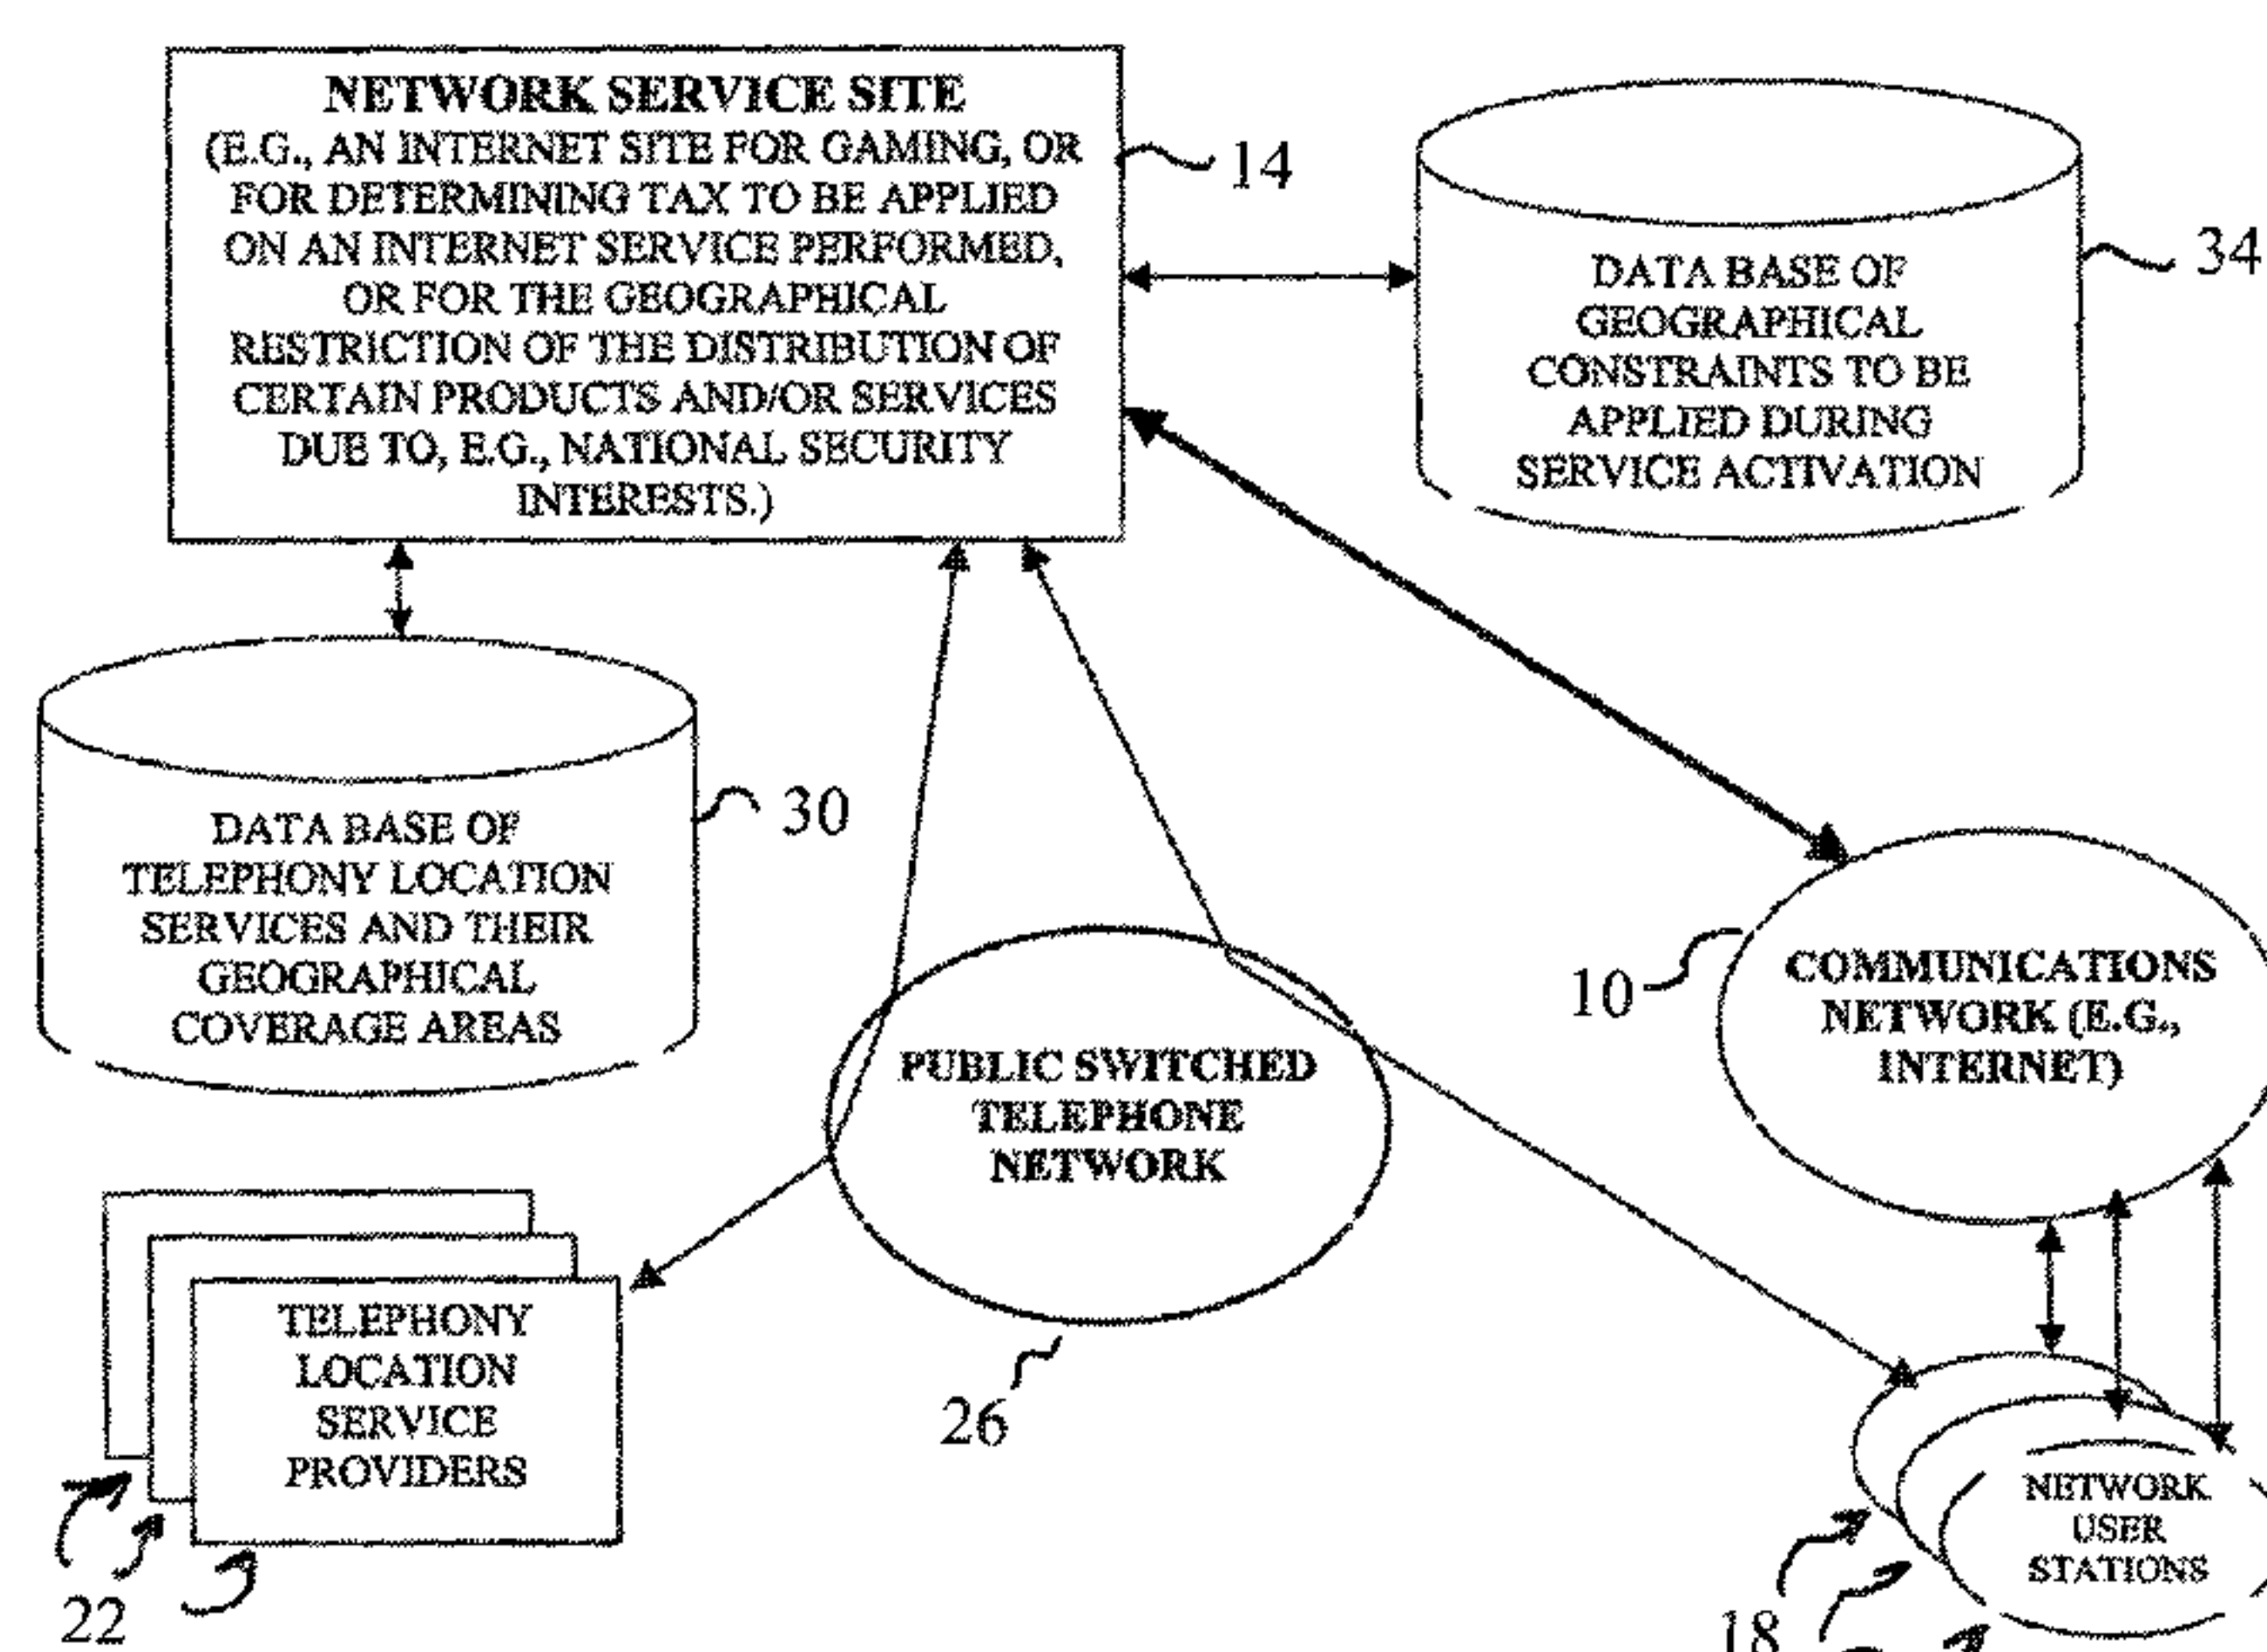 NETWORK SERVICE SITE
(E.G., AN INTERNET SITE FOR GAMING, OR
FOR DETERMINING TAX TO BE APPLIED
ON AN INTERNET SERVICE PERFORMED,
OR FOR THE GEOGRAPHICAL
RESTRICTION OF THE DISTRIBUTION OF
CERTAIN PRODUCTS AND/OR SERVICES
DUE TO, E.G., NATIONAL SECURITY
INTERESTS.)
14
DATA BASE OF
GEOGRAPHICAL
CONSTRAINTS TO BE
APPLIED DURING
SERVICE ACTIVATION
34
DATA BASE OF
TELEPHONY LOCATION
SERVICES AND THEIR
GEOGRAPHICAL
COVERAGE AREAS
30
PUBLIC SWITCHED
TELEPHONE
NETWORK
26
10
COMMUNICATIONS
NETWORK (E.G.,
INTERNET)
TELEPHONY
LOCATION
SERVICE
PROVIDERS
22
NETWORK
USER
STATIONS
18